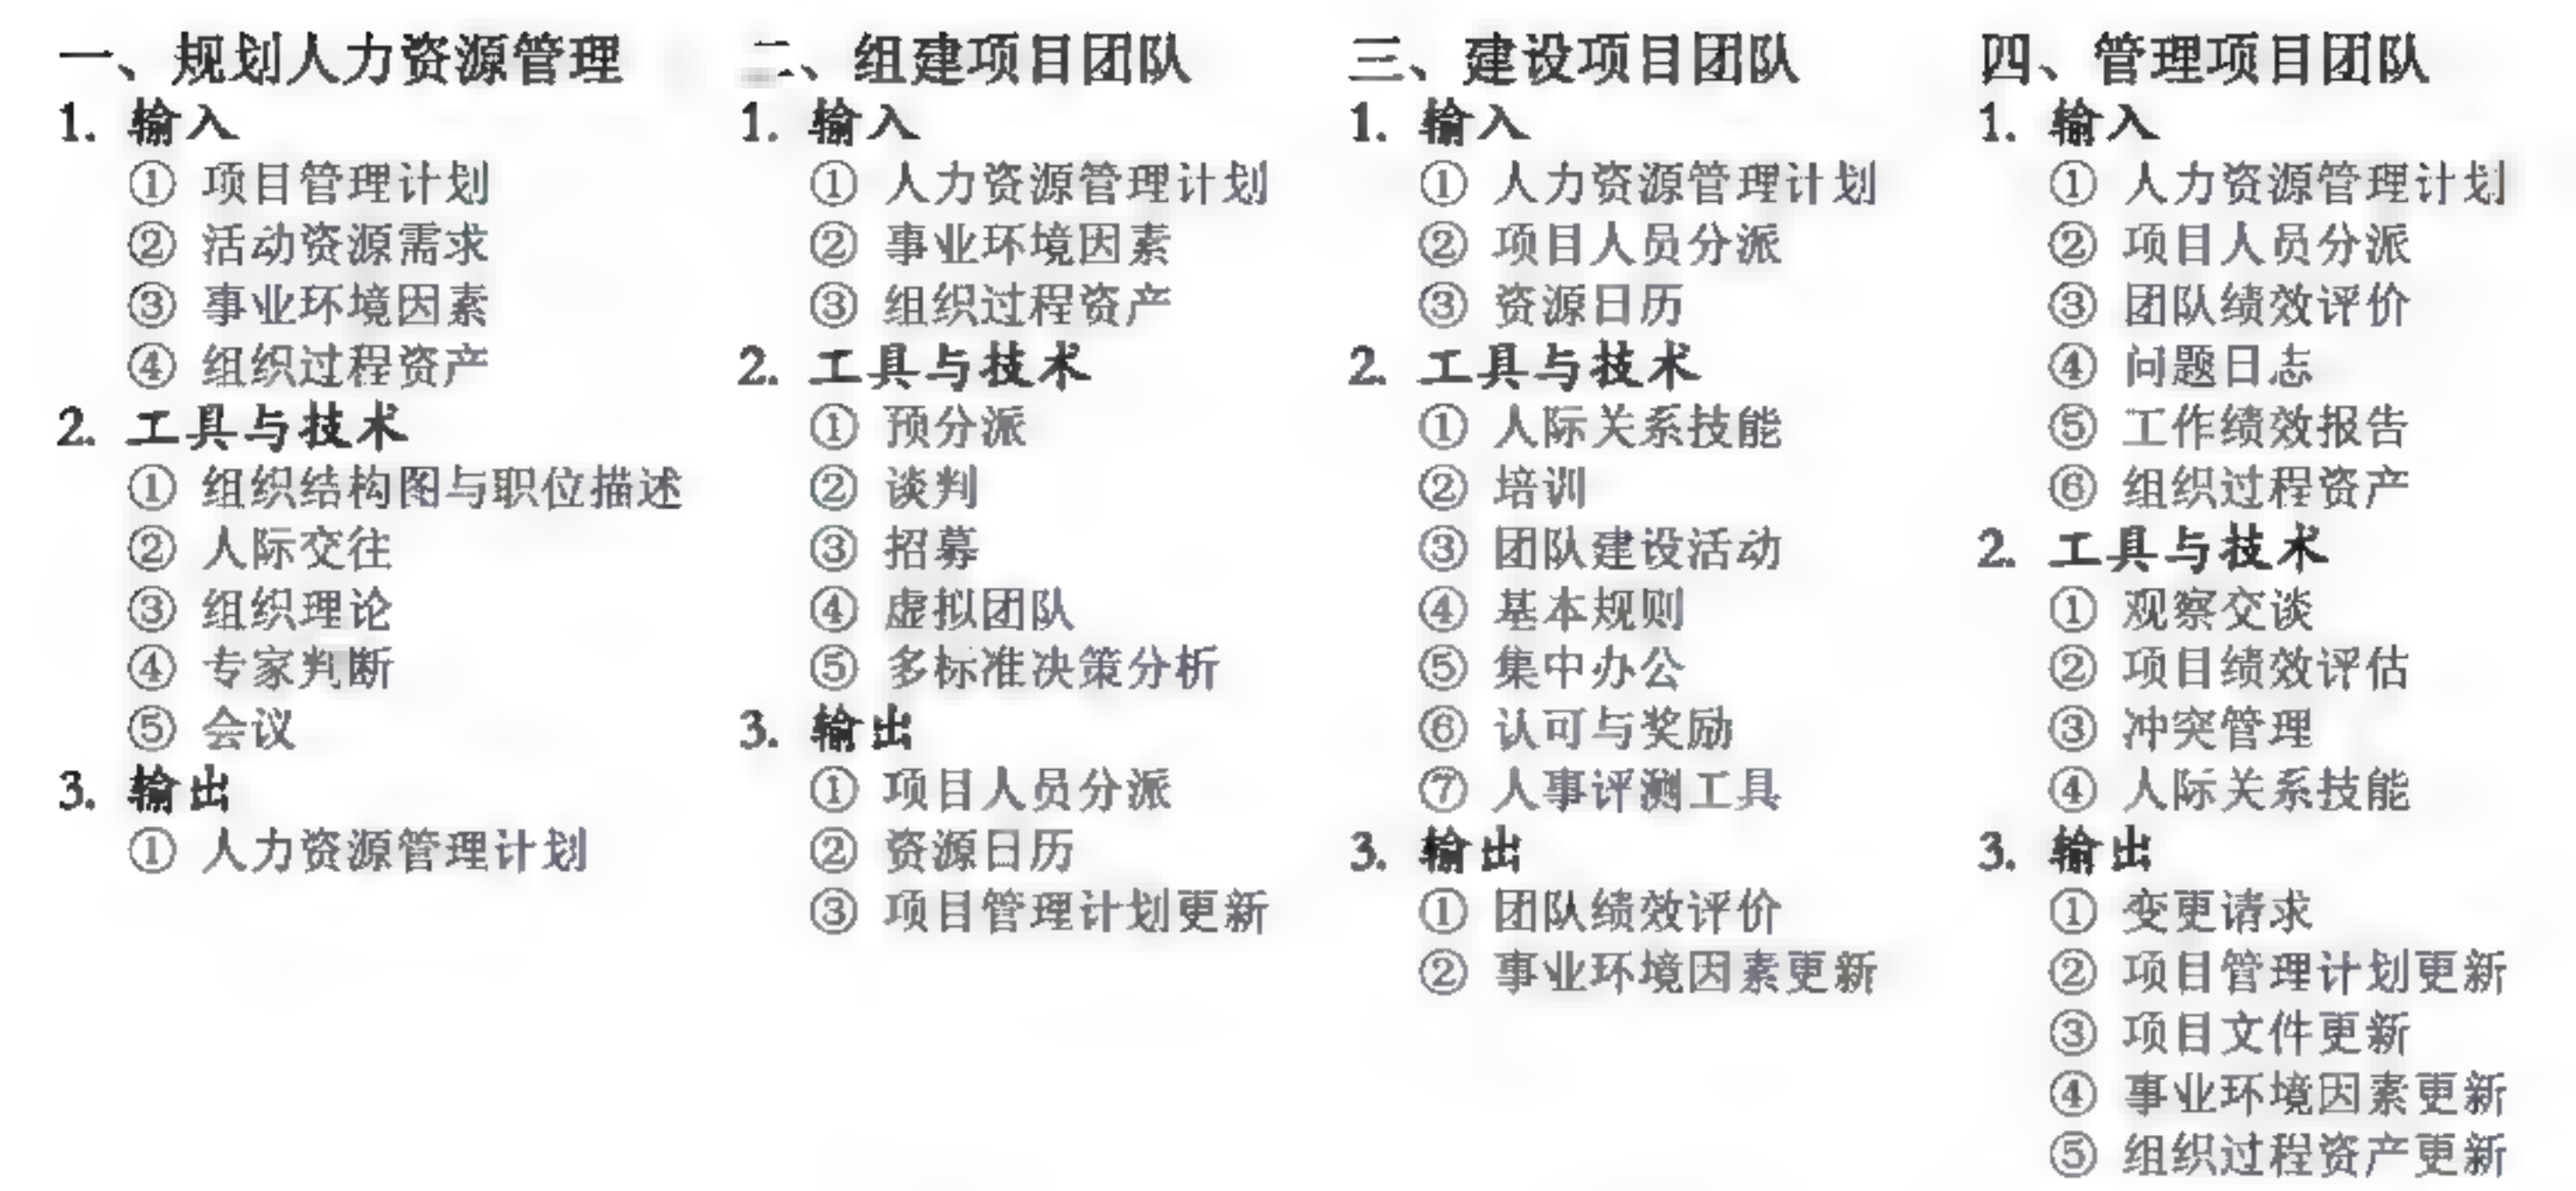 一、规划人力资源管理
1. 输入
① 项目管理计划
② 活动资源需求
③ 事业环境因素
④ 组织过程资产
2. 工具与技术
① 组织结构图与职位描述
② 人际交往
③ 组织理论
④ 专家判断
⑤ 会议
3. 输出
① 人力资源管理计划
二、组建项目团队
1. 输入
① 人力资源管理计划
② 事业环境因素
③ 组织过程资产
2. 工具与技术
① 预分派
② 谈判
③ 招募
④ 虚拟团队
⑤ 多标准决策分析
3. 输出
① 项目人员分派
② 资源日历
③ 项目管理计划更新
三、建设项目团队
1. 输入
① 人力资源管理计划
② 项目人员分派
③ 资源日历
2. 工具与技术
① 人际关系技能
② 培训
③ 团队建设活动
④ 基本规则
⑤ 集中办公
⑥ 认可与奖励
⑦ 人事评测工具
3. 输出
① 团队绩效评价
② 事业环境因素更新
四、管理项目团队
1. 输入
① 人力资源管理计划
② 项目人员分派
③ 团队绩效评价
④ 问题日志
⑤ 工作绩效报告
⑥ 组织过程资产
2. 工具与技术
① 观察交谈
② 项目绩效评估
③ 冲突管理
④ 人际关系技能
3. 输出
① 变更请求
② 项目管理计划更新
③ 项目文件更新
④ 事业环境因素更新
⑤ 组织过程资产更新